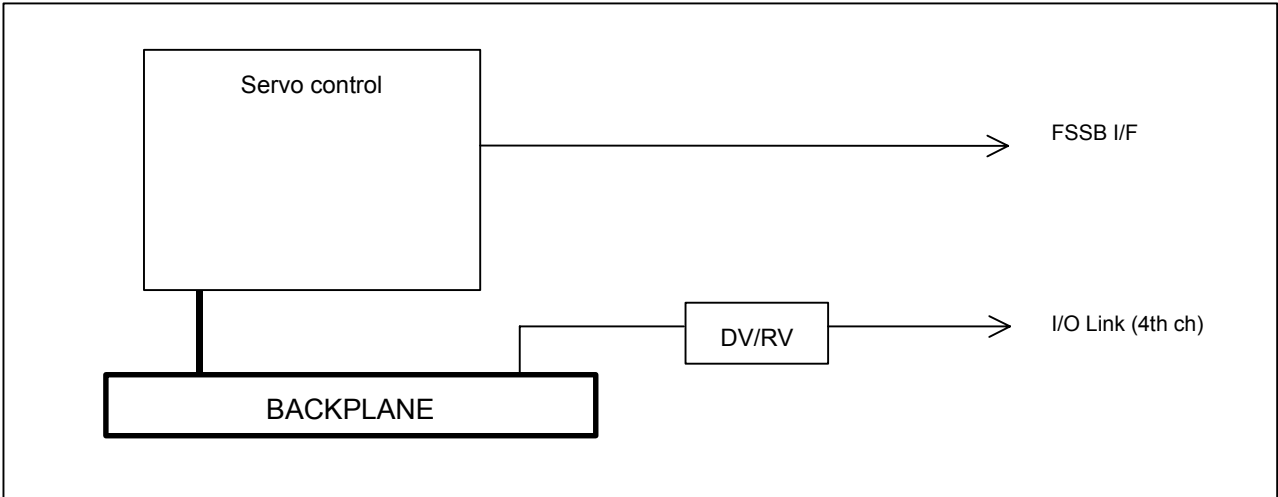 Servo control
FSSB I/F
DV/RV
I/O Link (4th ch)
BACKPLANE